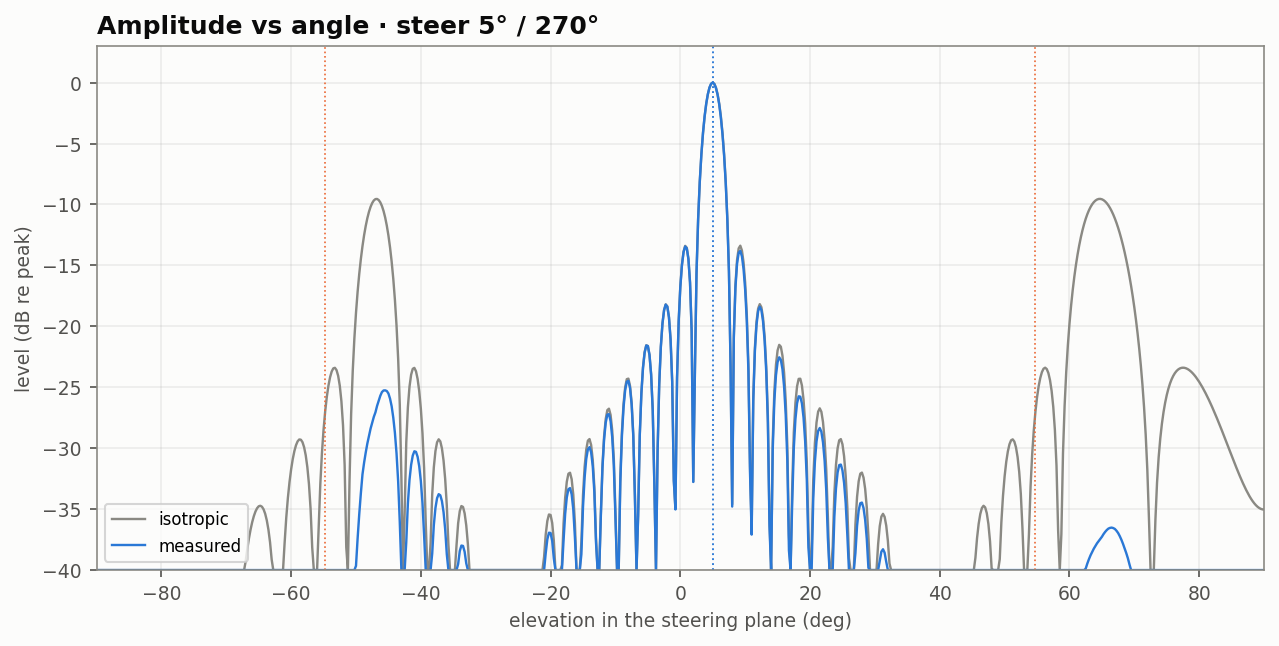 Amplitude vs angle · steer 5° / 270°
level (dB re peak)
0
−5
−10
−15
−20
−25
−30
−35
−40
isotropic
measured
−80 −60 −40 −20 0 20 40 60 80
elevation in the steering plane (deg)